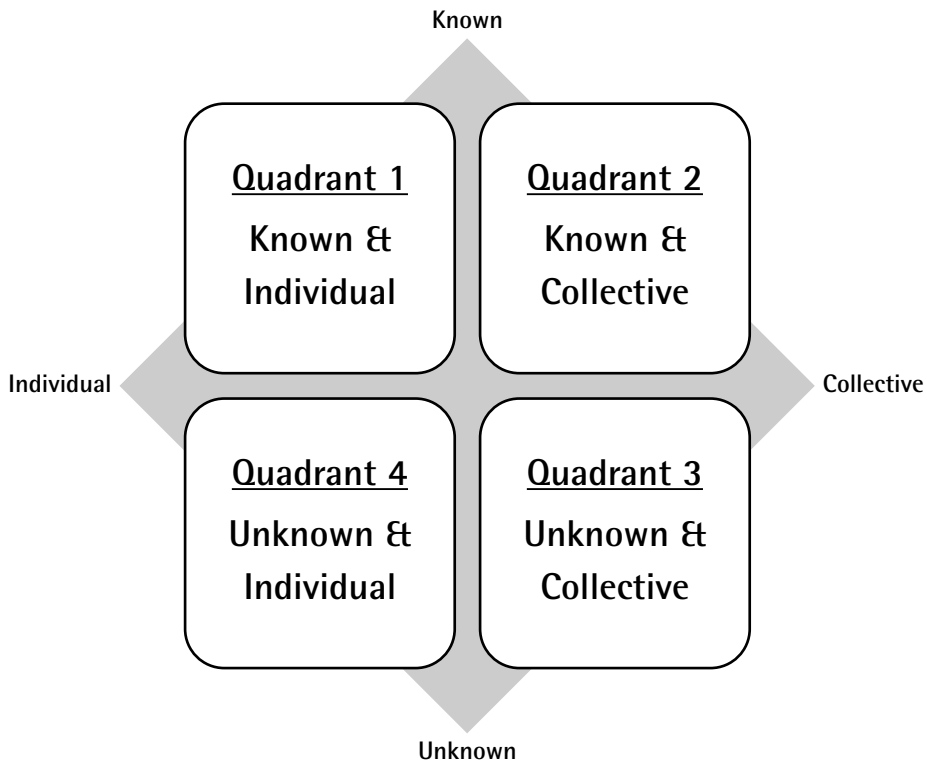 Known
Quadrant 1
Known &
Individual
Quadrant 2
Known &
Collective
Individual
Collective
Quadrant 4
Unknown &
Individual
Quadrant 3
Unknown &
Collective
Unknown